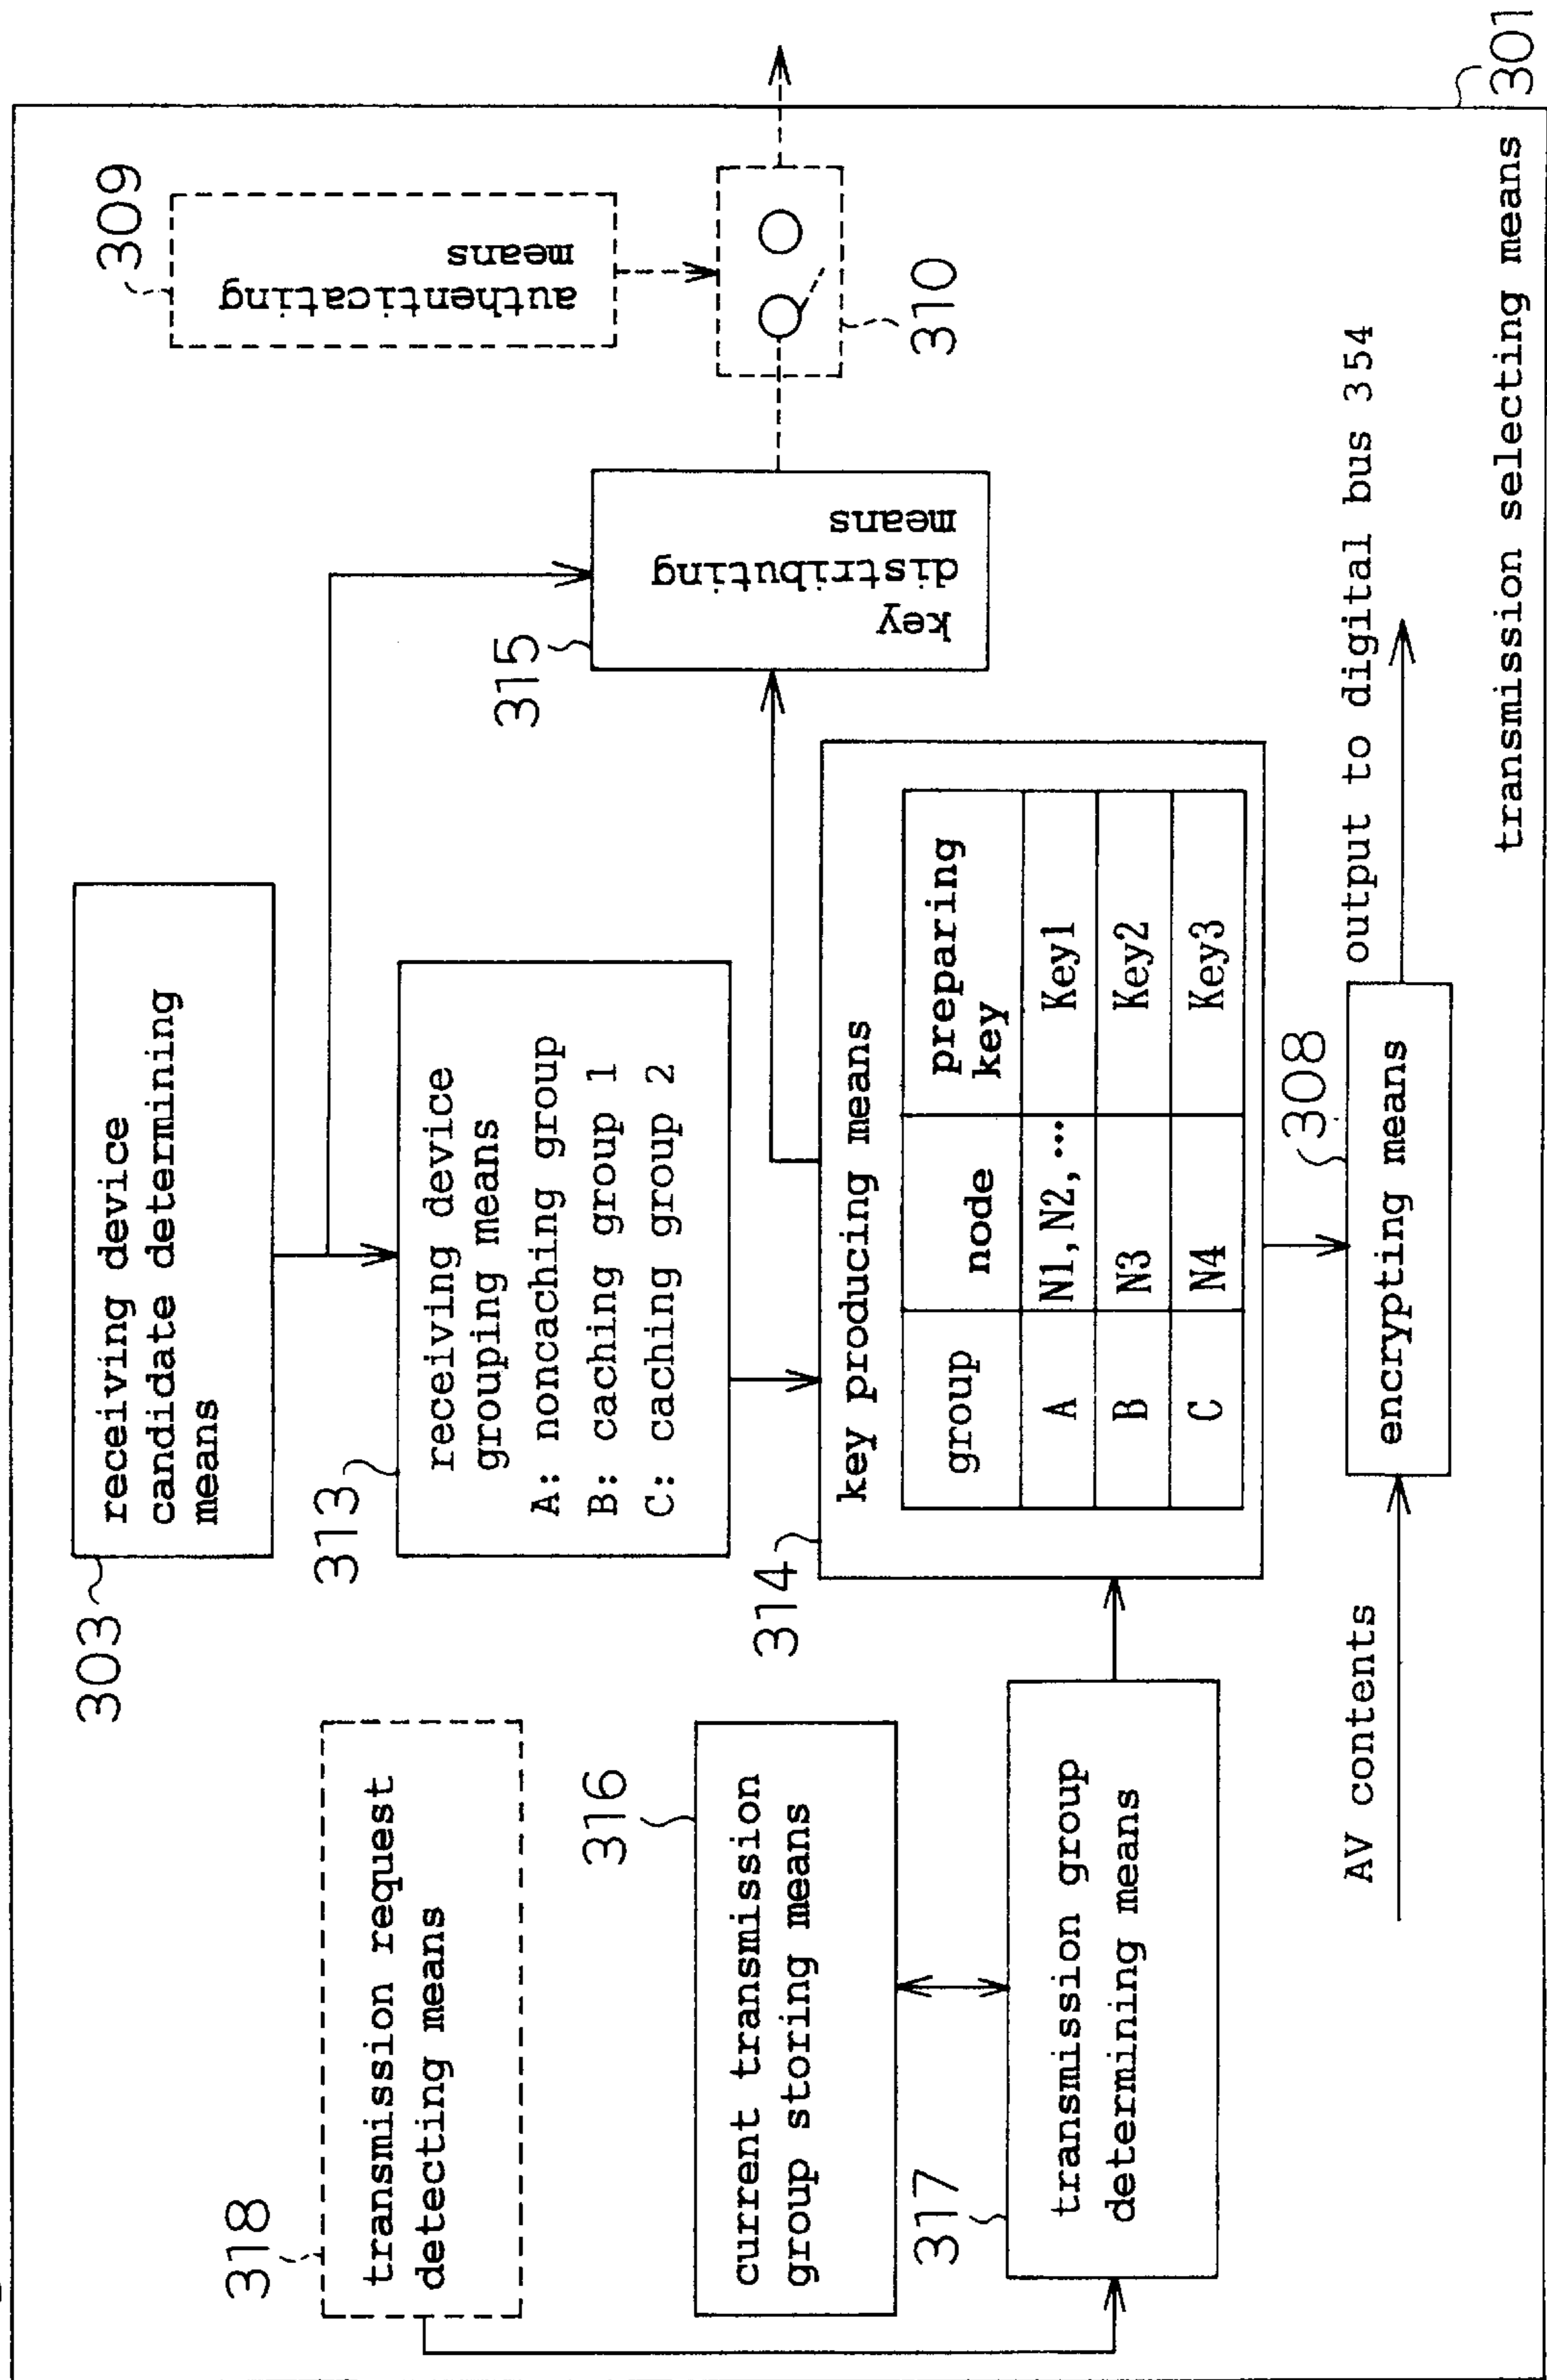 303
receiving device
candidate determining
means
309
authenticating
means
318
transmission request
detecting means
313
receiving device
grouping means
A: noncaching group
B: caching group 1
C: caching group 2
315
key
distributing
means
310
316
current transmission
group storing means
314
key producing means
group node preparing key
A N1,N2,… Key1
B N3 Key2
C N4 Key3
317
transmission group
determining means
308
encrypting means
AV contents
output to digital bus 354
transmission selecting means
301